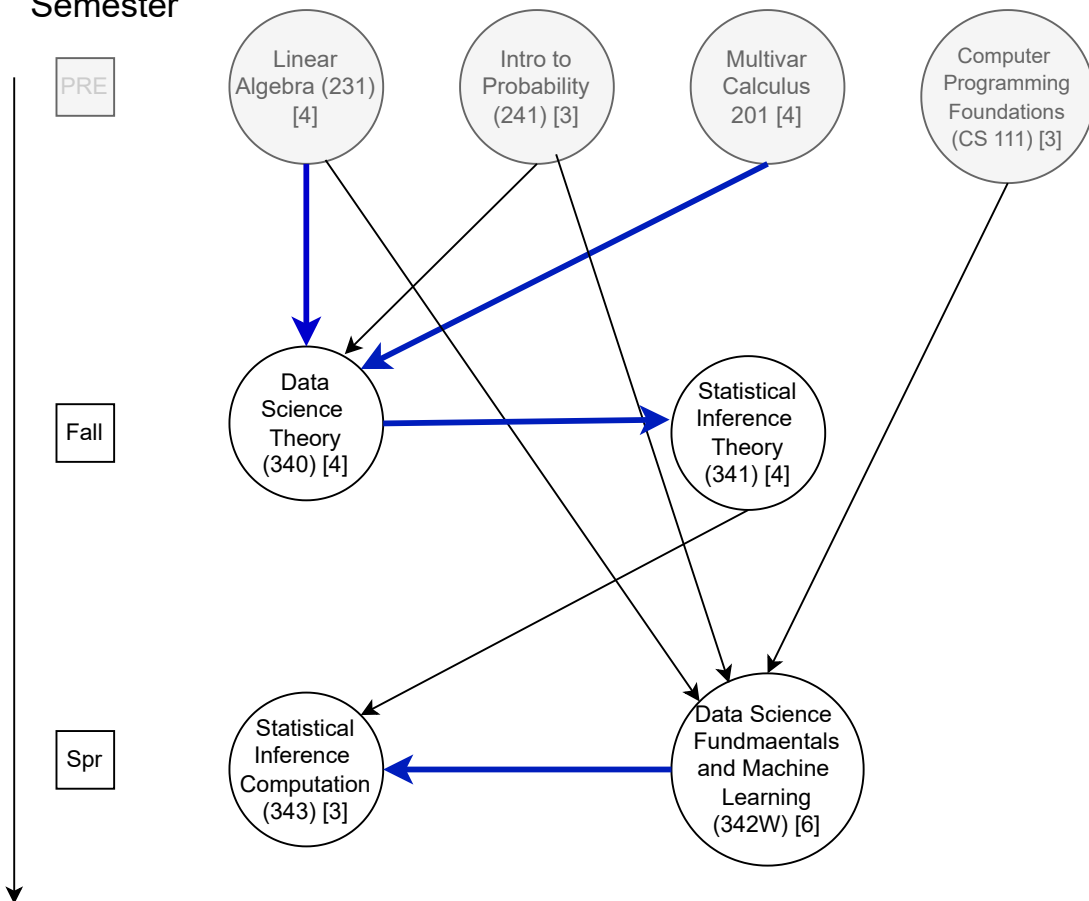 Semester
PRE
Linear
Algebra (231)
[4]
Intro to
Probability
(241) [3]
Multivar
Calculus
201 [4]
Computer
Programming
Foundations
(CS 111) [3]
Fall
Data
Science
Theory
(340) [4]
Statistical
Inference
Theory
(341) [4]
Spr
Statistical
Inference
Computation
(343) [3]
Data Science
Fundmaentals
and Machine
Learning
(342W) [6]